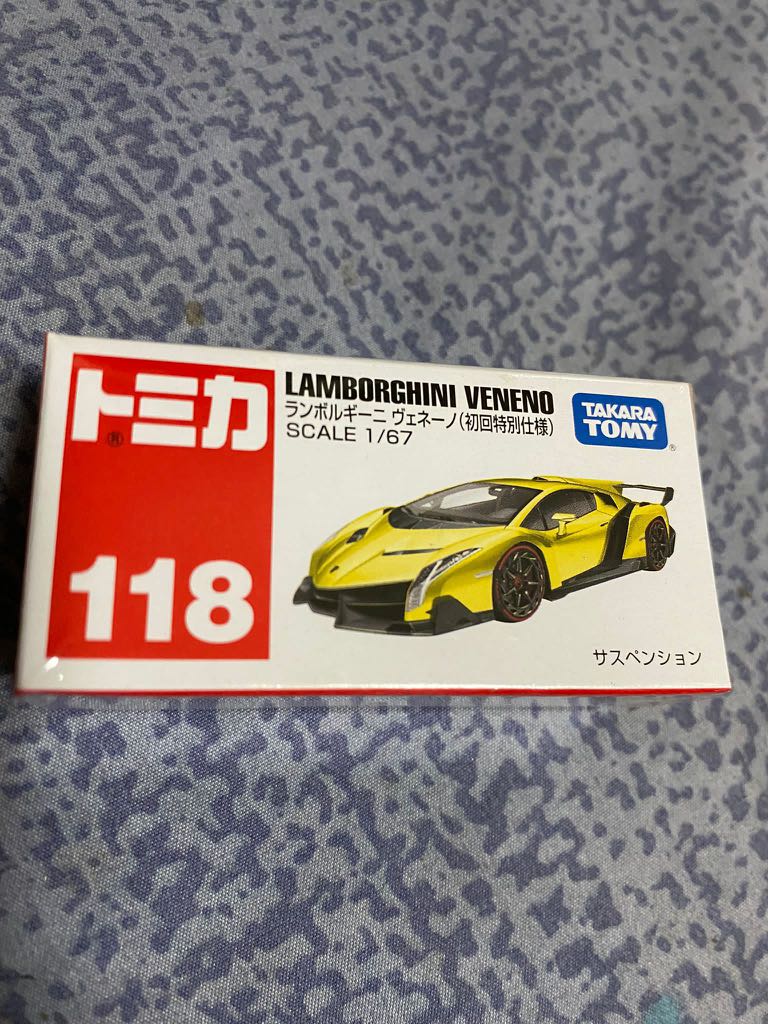 トミカ
®
118
LAMBORGHINI VENENO
ランボルギーニ ヴェネーノ(初回特別仕様)
SCALE 1/67
TAKARA
TOMY
®
サスペンション